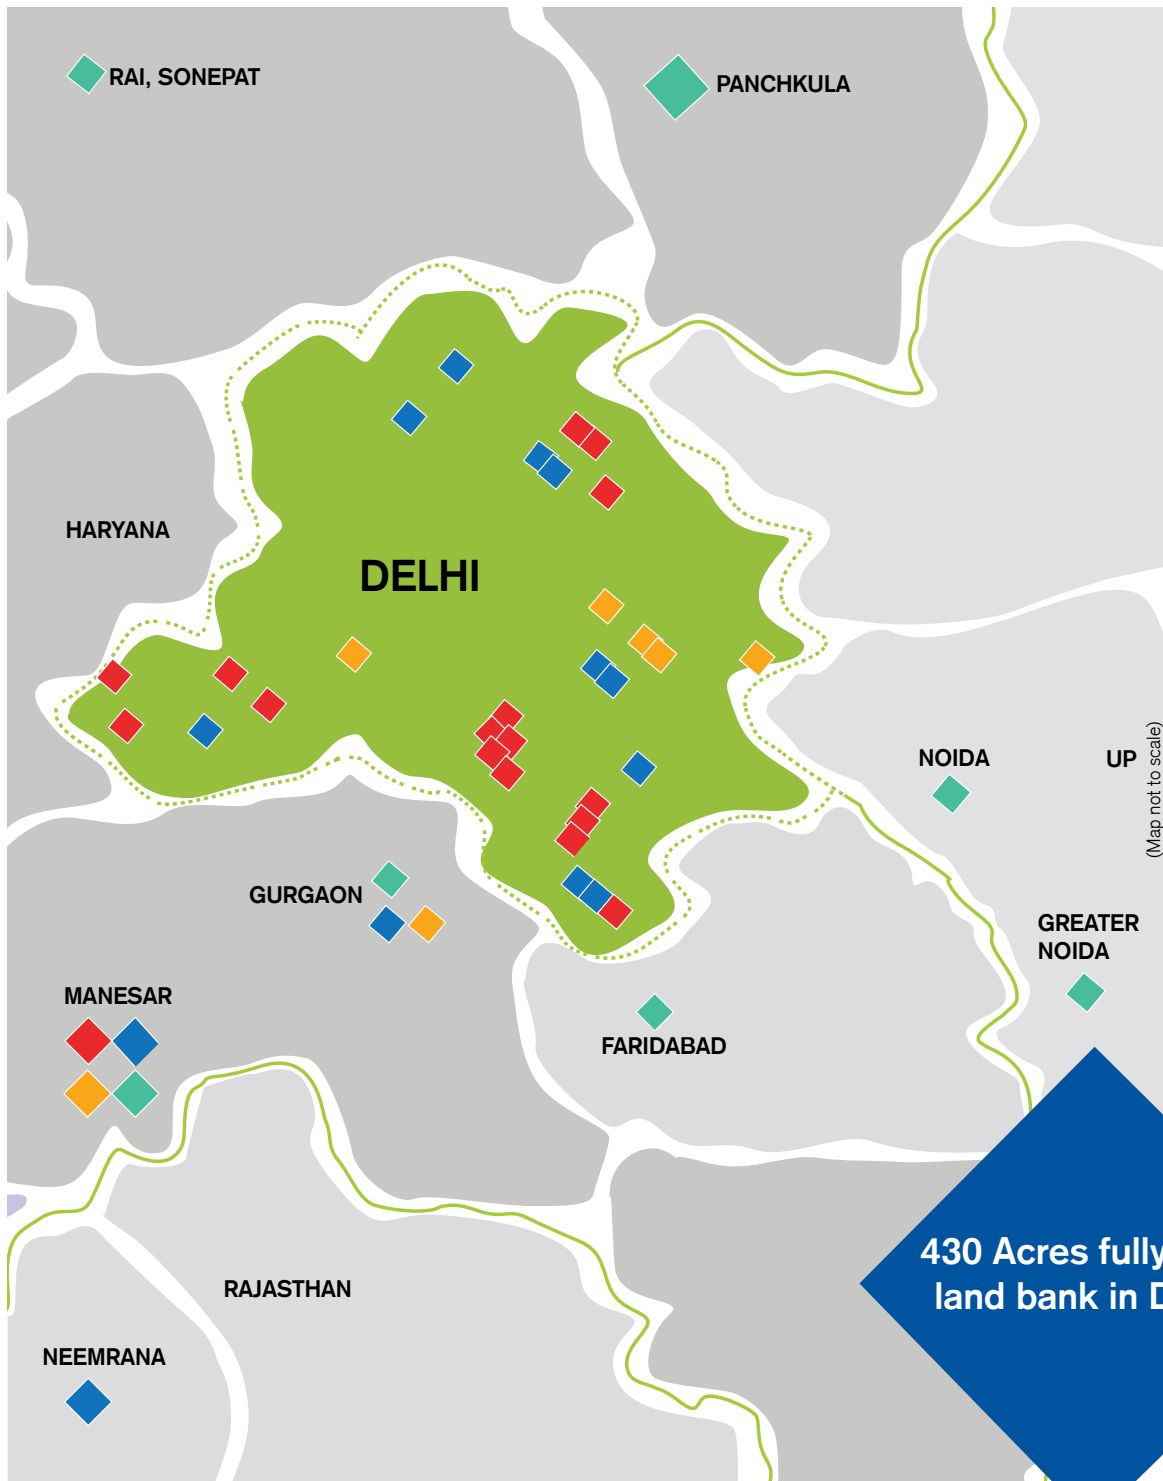 RAI, SONEPAT
PANCHKULA
HARYANA
DELHI
NOIDA
UP
(Map not to scale)
GURGAON
GREATER
NOIDA
MANESAR
FARIDABAD
430 Acres fully
land bank in D
RAJASTHAN
NEEMRANA